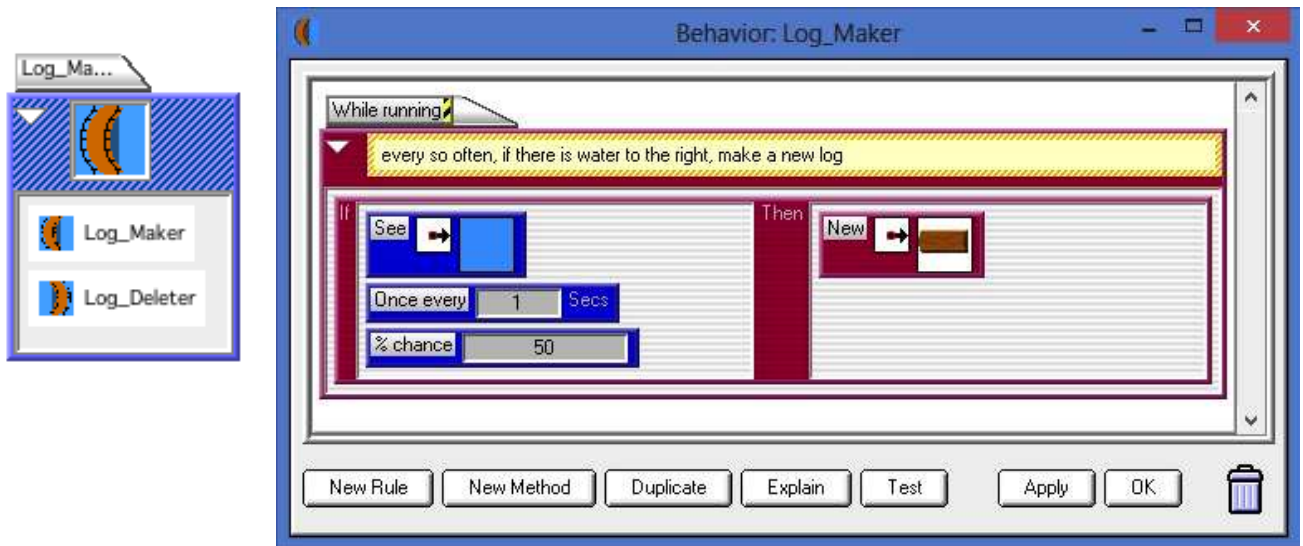 Log_Ma...
Log_Maker
Log_Deleter
Behavior: Log_Maker
While running
every so often, if there is water to the right, make a new log
If
See
Once every 1 Secs
% chance 50
Then
New
New Rule New Method Duplicate Explain Test Apply OK